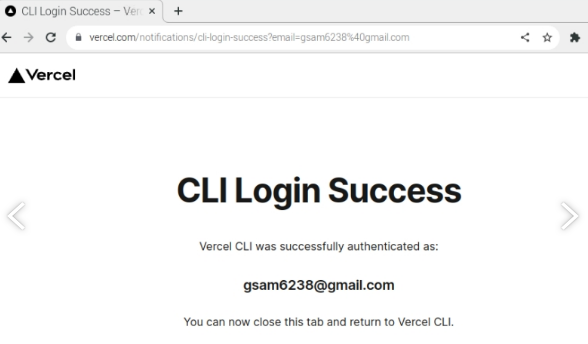 CLI Login Success – Ver
vercel.com/notifications/cli-login-success?email=gsam6238%40gmail.com
Vercel
CLI Login Success
Vercel CLI was successfully authenticated as:
gsam6238@gmail.com
You can now close this tab and return to Vercel CLI.